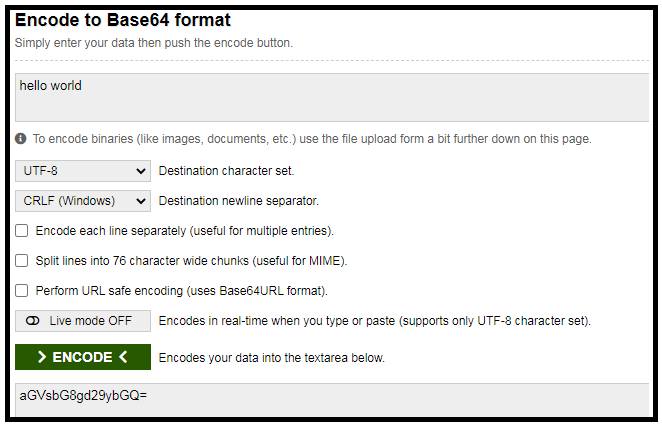 Encode to Base64 format
Simply enter your data then push the encode button.
hello world
To encode binaries (like images, documents, etc.) use the file upload form a bit further down on this page.
UTF-8 Destination character set.
CRLF (Windows) Destination newline separator.
Encode each line separately (useful for multiple entries).
Split lines into 76 character wide chunks (useful for MIME).
Perform URL safe encoding (uses Base64URL format).
Live mode OFF Encodes in real-time when you type or paste (supports only UTF-8 character set).
> ENCODE < Encodes your data into the textarea below.
aGVsbG8gd29ybGQ=